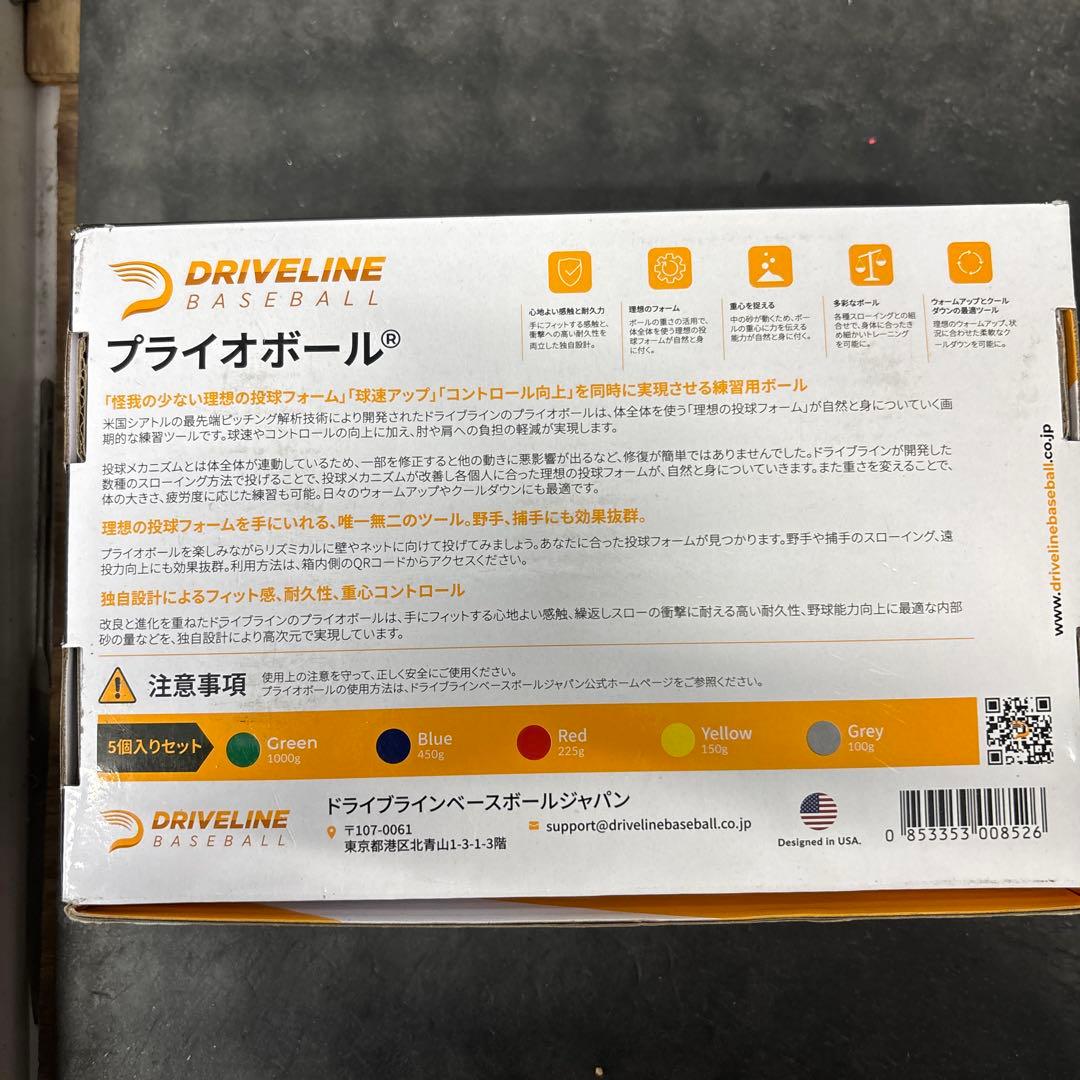 DRIVELINE
BASEBALL
プライオボール®
心地よい感触と耐久力
手にフィットする感触と、
衝撃への高い耐久性を
両立した独自設計。
理想のフォーム
ボールの重さの活用で、
体全体を使う理想の投
球フォームが自然と身
に付く。
重心を捉える
中の砂が動くため、ボー
ルの重心に力を伝える
能力が自然と身に付く。
多彩なボール
各種スローイングとの組
合せで、身体に合ったき
め細かいトレーニング
を可能に。
ウォームアップとクール
ダウンの最適ツール
理想のウォームアップ、状
況に合わせた柔軟なク
ールダウンを可能に。
「怪我の少ない理想の投球フォーム」「球速アップ」「コントロール向上」を同時に実現させる練習用ボール
米国シアトルの最先端ピッチング解析技術により開発されたドライブラインのプライオボールは、体全体を使う「理想の投球フォーム」が自然と身についていく画
期的な練習ツールです。球速やコントロールの向上に加え、肘や肩への負担の軽減が実現します。
投球メカニズムとは体全体が連動しているため、一部を修正すると他の動きに悪影響が出るなど、修復が簡単ではありませんでした。ドライブラインが開発した
数種のスローイング方法で投げることで、投球メカニズムが改善し各個人に合った理想の投球フォームが、自然と身についていきます。また重さを変えることで、
体の大きさ、疲労度に応じた練習も可能。日々のウォームアップやクールダウンにも最適です。
理想の投球フォームを手にいれる、唯一無二のツール。野手、捕手にも効果抜群。
プライオボールを楽しみながらリズミカルに壁やネットに向けて投げてみましょう。あなたに合った投球フォームが見つかります。野手や捕手のスローイング、遠
投力向上にも効果抜群。利用方法は、箱内側のQRコードからアクセスください。
独自設計によるフィット感、耐久性、重心コントロール
改良と進化を重ねたドライブラインのプライオボールは、手にフィットする心地よい感触、繰返しスローの衝撃に耐える高い耐久性、野球能力向上に最適な内部
砂の量などを、独自設計により高次元で実現しています。
www.drivelinebaseball.co.jp
注意事項
使用上の注意を守って、正しく安全にご使用ください。
プライオボールの使用方法は、ドライブラインベースボールジャパン公式ホームページをご参照ください。
5個入りセット
Green
1000g
Blue
450g
Red
225g
Yellow
150g
Grey
100g
DRIVELINE
BASEBALL
ドライブラインベースボールジャパン
〒107-0061
東京都港区北青山1-3-1-3階
support@drivelinebaseball.co.jp
Designed in USA.
0 853353 008526